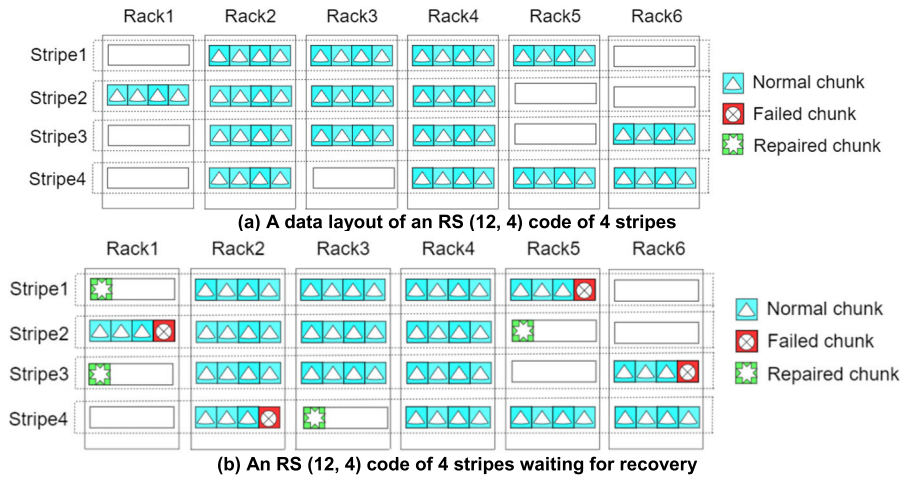 Rack1 Rack2 Rack3 Rack4 Rack5 Rack6
Stripe1
Stripe2
Stripe3
Stripe4
Normal chunk
Failed chunk
Repaired chunk
(a) A data layout of an RS (12, 4) code of 4 stripes
Rack1 Rack2 Rack3 Rack4 Rack5 Rack6
Stripe1
Stripe2
Stripe3
Stripe4
Normal chunk
Failed chunk
Repaired chunk
(b) An RS (12, 4) code of 4 stripes waiting for recovery